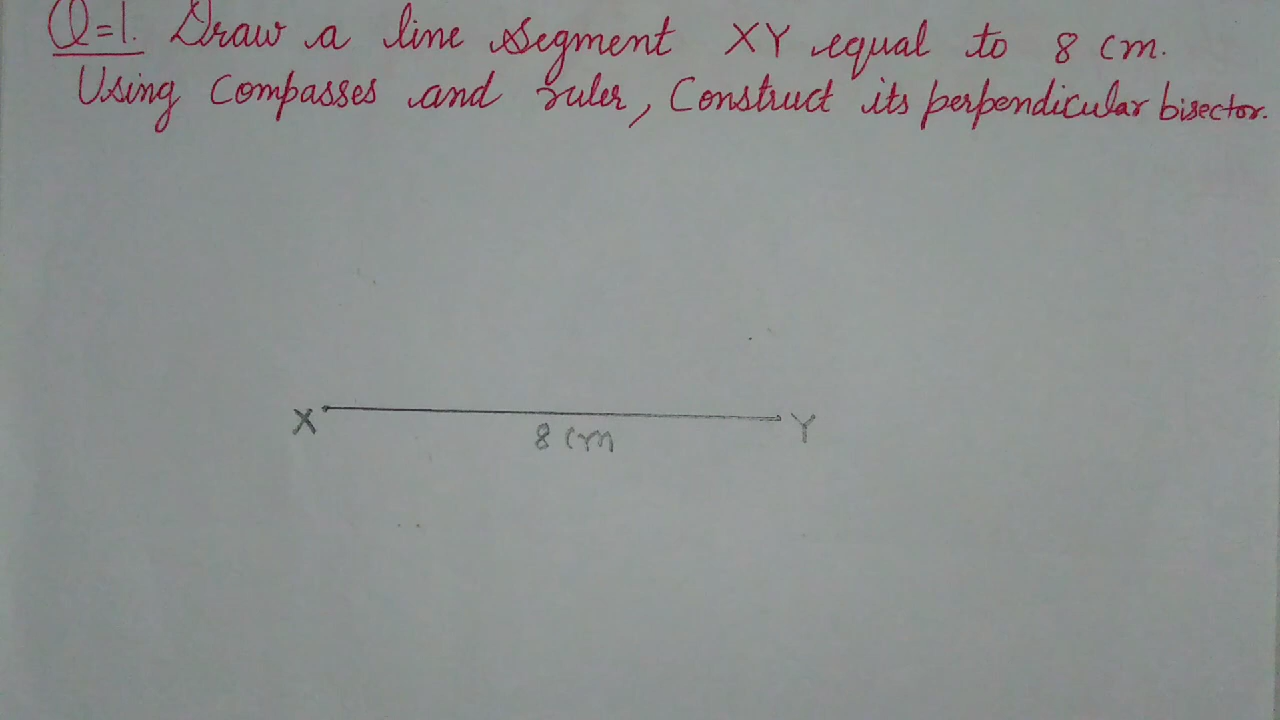 Q=1. Draw a line segment XY equal to 8 cm.
Using Compasses and ruler, Construct its perpendicular bisector.
X Y
8 cm